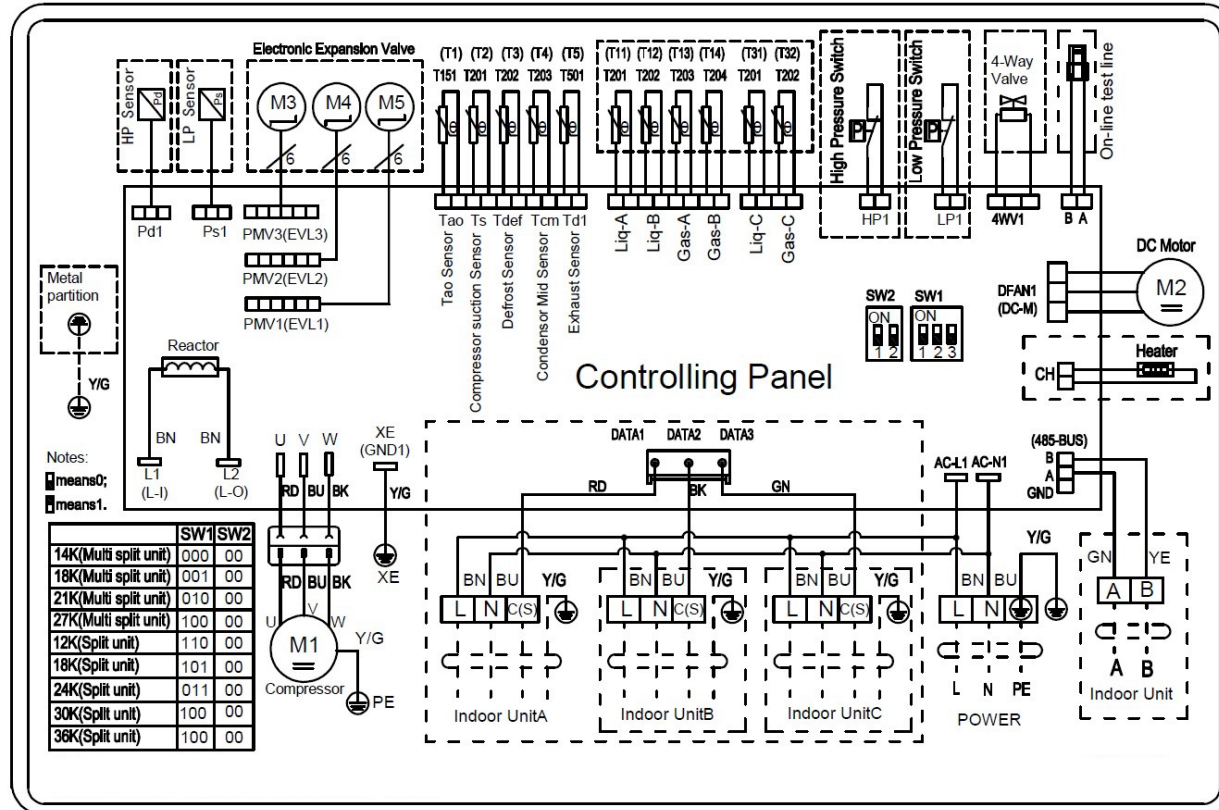 Electronic Expansion Valve
(T1) (T2) (T3) (T4) (T5)
(T11) (T12) (T13) (T14) (T31) (T32)
T151 T201 T202 T203 T501
T201 T202 T203 T204 T201 T202
HP Sensor
Pd
LP Sensor
Ps
M3 M4 M5
6 6 6
θ θ θ θ θ
θ θ θ θ θ θ
High Pressure Switch
P
Low Pressure Switch
P
4-Way
Valve
On-line test line
Pd1
Ps1
PMV3(EVL3)
PMV2(EVL2)
PMV1(EVL1)
Tao Ts Tdef Tcm Td1
Tao Sensor
Compressor suction Sensor
Defrost Sensor
Condensor Mid Sensor
Exhaust Sensor
Liq-A
Liq-B
Gas-A
Gas-B
Liq-C
Gas-C
HP1
LP1
4WV1
B A
DC Motor
M2
DFAN1
(DC-M)
Metal
partition
Y/G
Reactor
BN BN
L1
(L-I)
L2
(L-O)
SW2 SW1
ON ON
1 2 1 2 3
Heater
CH
Controlling Panel
Notes:
means0;
means1.
U V W
RD BU BK
XE
(GND1)
Y/G
XE
DATA1 DATA2 DATA3
RD BK GN
AC-L1 AC-N1
(485-BUS)
B
A
GND
SW1 SW2
14K(Multi split unit) 000 00
18K(Multi split unit) 001 00
21K(Multi split unit) 010 00
27K(Multi split unit) 100 00
12K(Split unit) 110 00
18K(Split unit) 101 00
24K(Split unit) 011 00
30K(Split unit) 100 00
36K(Split unit) 100 00
RD BU BK
U V W
M1
Compressor
Y/G
PE
BN BU Y/G
L N C(S)
Indoor UnitA
BN BU Y/G
L N C(S)
Indoor UnitB
BN BU Y/G
L N C(S)
Indoor UnitC
BN BU Y/G
L N
L N PE
POWER
GN YE
A B
A B
Indoor Unit